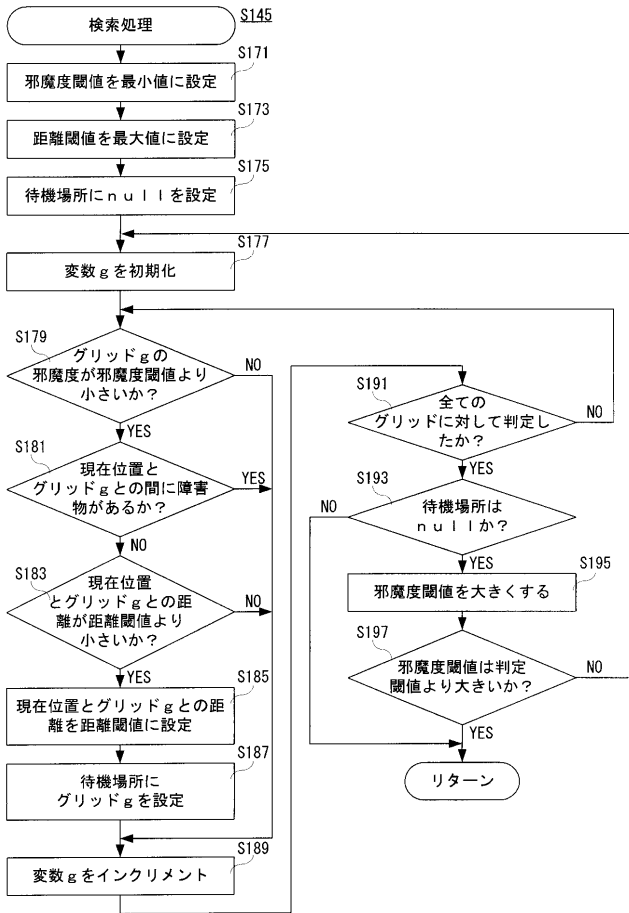 検索処理
S145
S171
邪魔度閾値を最小値に設定
S173
距離閾値を最大値に設定
S175
待機場所にｎｕｌｌを設定
S177
変数ｇを初期化
S179
グリッドｇの
邪魔度が邪魔度閾値より
小さいか？
NO
YES
S181
現在位置と
グリッドｇとの間に障害
物があるか？
YES
NO
S183
現在位置
とグリッドｇとの距
離が距離閾値より
小さいか？
NO
YES
S185
現在位置とグリッドｇとの距
離を距離閾値に設定
S187
待機場所に
グリッドｇを設定
S189
変数ｇをインクリメント
S191
全ての
グリッドに対して判定し
たか？
NO
YES
S193
待機場所は
ｎｕｌｌか？
NO
YES
S195
邪魔度閾値を大きくする
S197
邪魔度閾値は判定
閾値より大きいか？
NO
YES
リターン